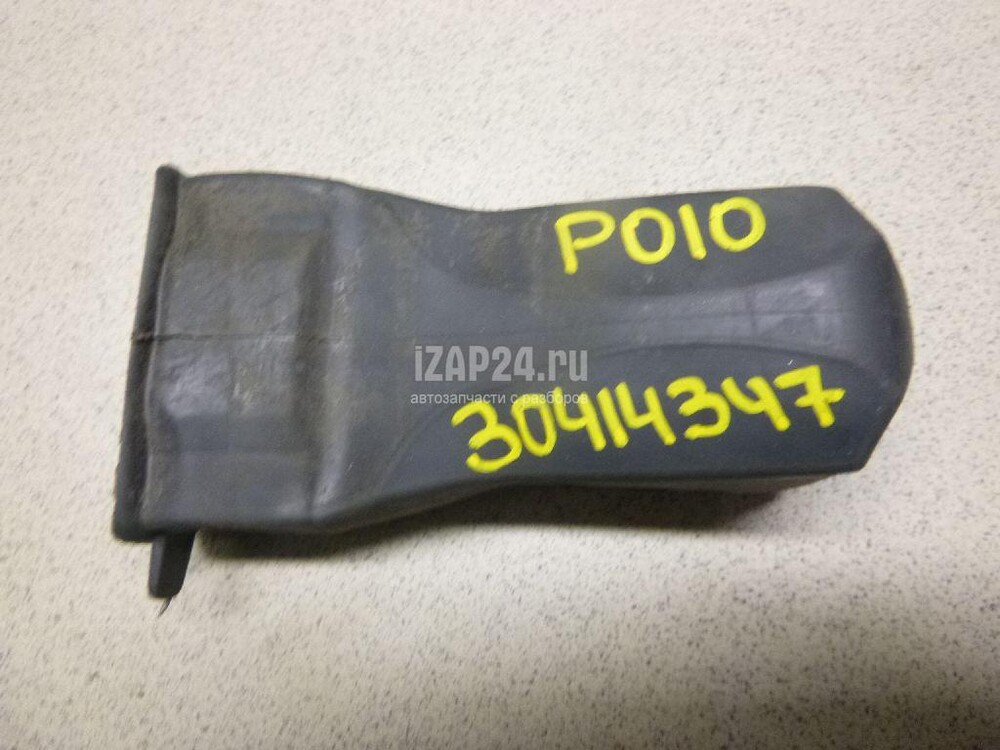 POlO
iZAP24.ru
автозапчасти с разборов
30414347